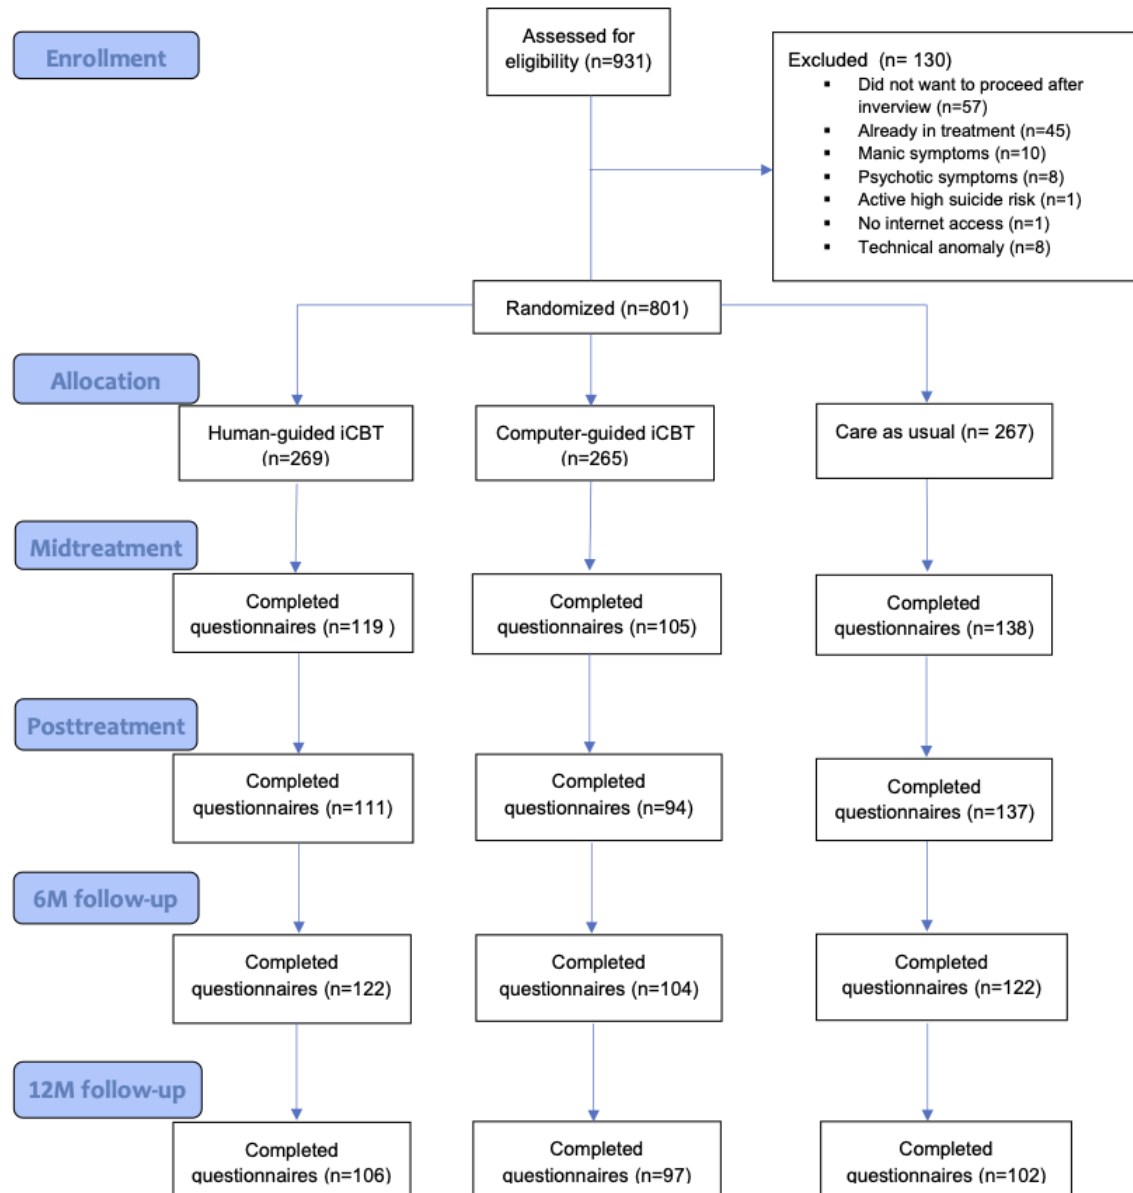 Enrollment
Assessed for
eligibility (n=931)
Excluded (n= 130)
▪ Did not want to proceed after
inverview (n=57)
▪ Already in treatment (n=45)
▪ Manic symptoms (n=10)
▪ Psychotic symptoms (n=8)
▪ Active high suicide risk (n=1)
▪ No internet access (n=1)
▪ Technical anomaly (n=8)
Randomized (n=801)
Allocation
Human-guided iCBT
(n=269)
Computer-guided iCBT
(n=265)
Care as usual (n= 267)
Midtreatment
Completed
questionnaires (n=119 )
Completed
questionnaires (n=105)
Completed
questionnaires (n=138)
Posttreatment
Completed
questionnaires (n=111)
Completed
questionnaires (n=94)
Completed
questionnaires (n=137)
6M follow-up
Completed
questionnaires (n=122)
Completed
questionnaires (n=104)
Completed
questionnaires (n=122)
12M follow-up
Completed
questionnaires (n=106)
Completed
questionnaires (n=97)
Completed
questionnaires (n=102)